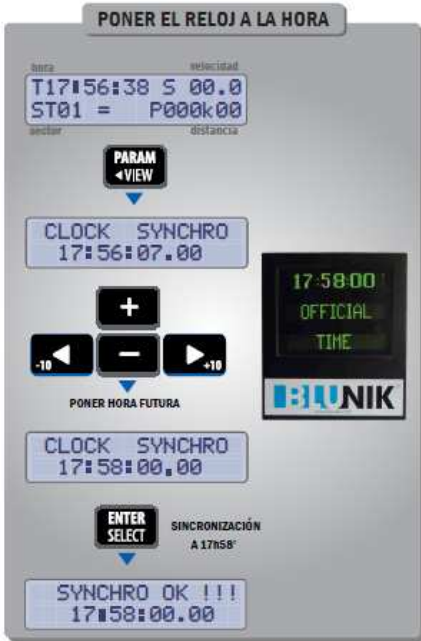 PONER EL RELOJ A LA HORA
hora velocidad
T17:56:38 S 00.0
ST01 = P000k00
sector distancia
PARAM
◄VIEW
CLOCK SYNCHRO
17:56:07.00
+
-10 ◄ − ► +10
PONER HORA FUTURA
17:58:00
OFFICIAL
TIME
BLUNIK
CLOCK SYNCHRO
17:58:00.00
ENTER
SELECT
SINCRONIZACIÓN
A 17h58'
SYNCHRO OK !!!
17:58:00.00